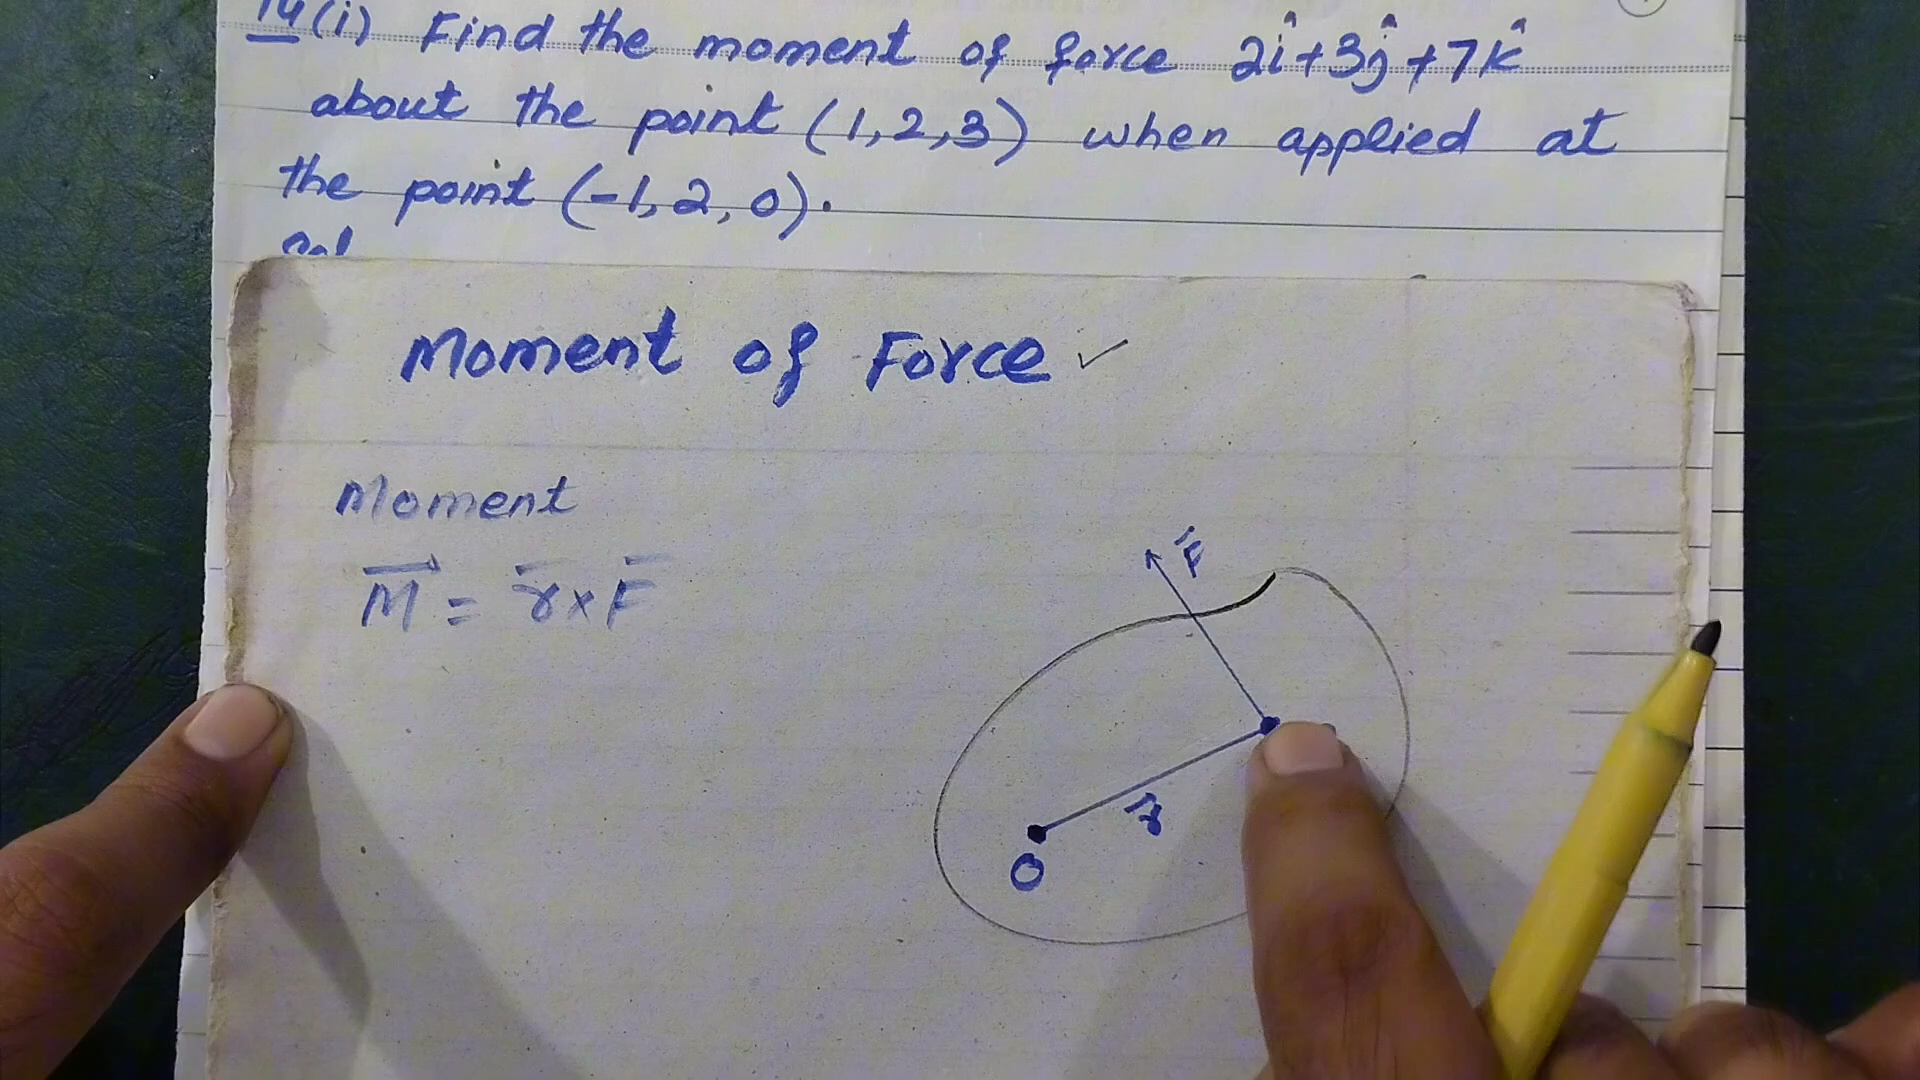 14(i) Find the moment of force 2î+3ĵ+7k̂
about the point (1,2,3) when applied at
the point (-1,2,0).
Sol
Moment of Force ✓
Moment
M⃗ = r̄×F̄
F̄
r
O